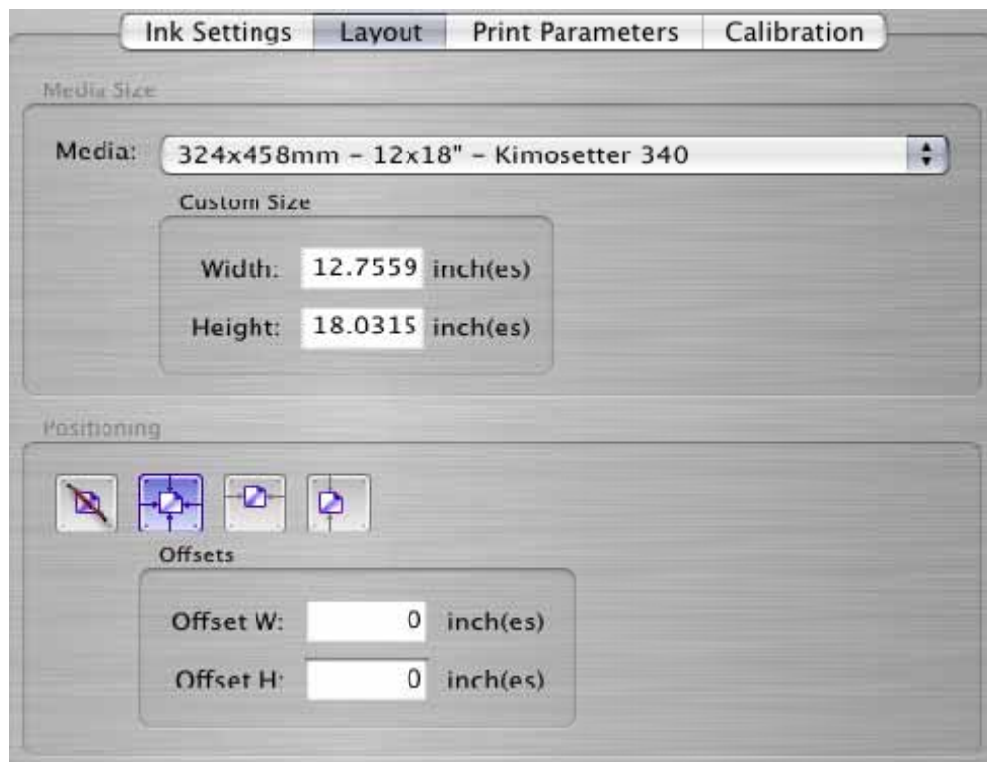 Ink Settings Layout Print Parameters Calibration
Media Size
Media: 324x458mm – 12x18" – Kimosetter 340
Custom Size
Width: 12.7559 inch(es)
Height: 18.0315 inch(es)
Positioning
Offsets
Offset W: 0 inch(es)
Offset H: 0 inch(es)